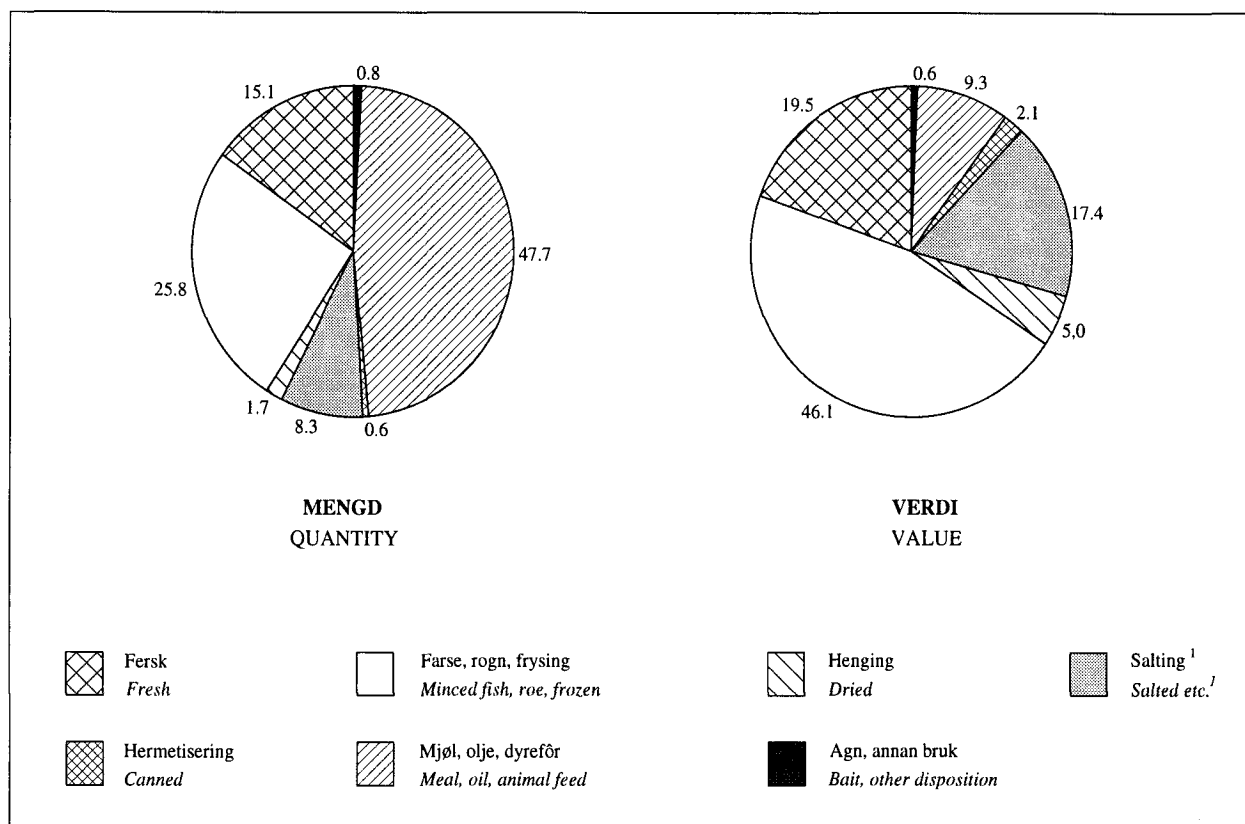 0.8
15.1
47.7
25.8
1.7
8.3
0.6
0.6
9.3
19.5
2.1
17.4
5,0
46.1
MENGD
QUANTITY
VERDI
VALUE
Fersk
Fresh
Farse, rogn, frysing
Minced fish, roe, frozen
Henging
Dried
Salting 1
Salted etc.1
Hermetisering
Canned
Mjøl, olje, dyrefôr
Meal, oil, animal feed
Agn, annan bruk
Bait, other disposition